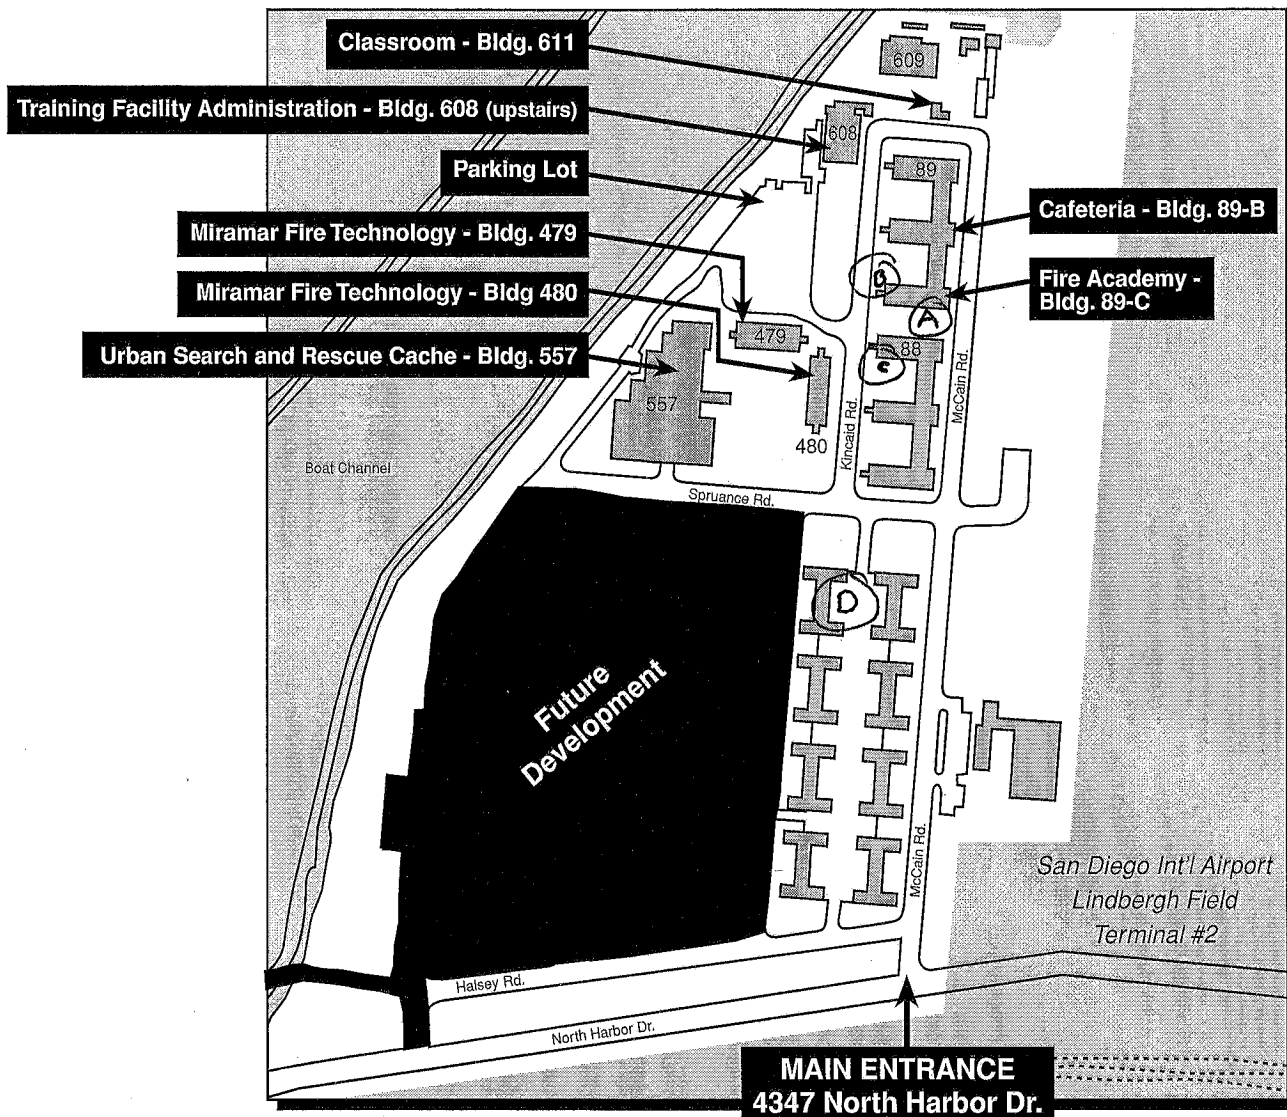 Classroom - Bldg. 611
609
Training Facility Administration - Bldg. 608 (upstairs)
608
Parking Lot
89
Cafeteria - Bldg. 89-B
Miramar Fire Technology - Bldg. 479
B
Fire Academy -
Bldg. 89-C
Miramar Fire Technology - Bldg 480
A
479
88
Urban Search and Rescue Cache - Bldg. 557
C
McCain Rd.
557
480
Kincaid Rd.
Boat Channel
Spruance Rd.
D
Future
Development
McCain Rd.
San Diego Int'l Airport
Lindbergh Field
Terminal #2
Halsey Rd.
North Harbor Dr.
MAIN ENTRANCE
4347 North Harbor Dr.